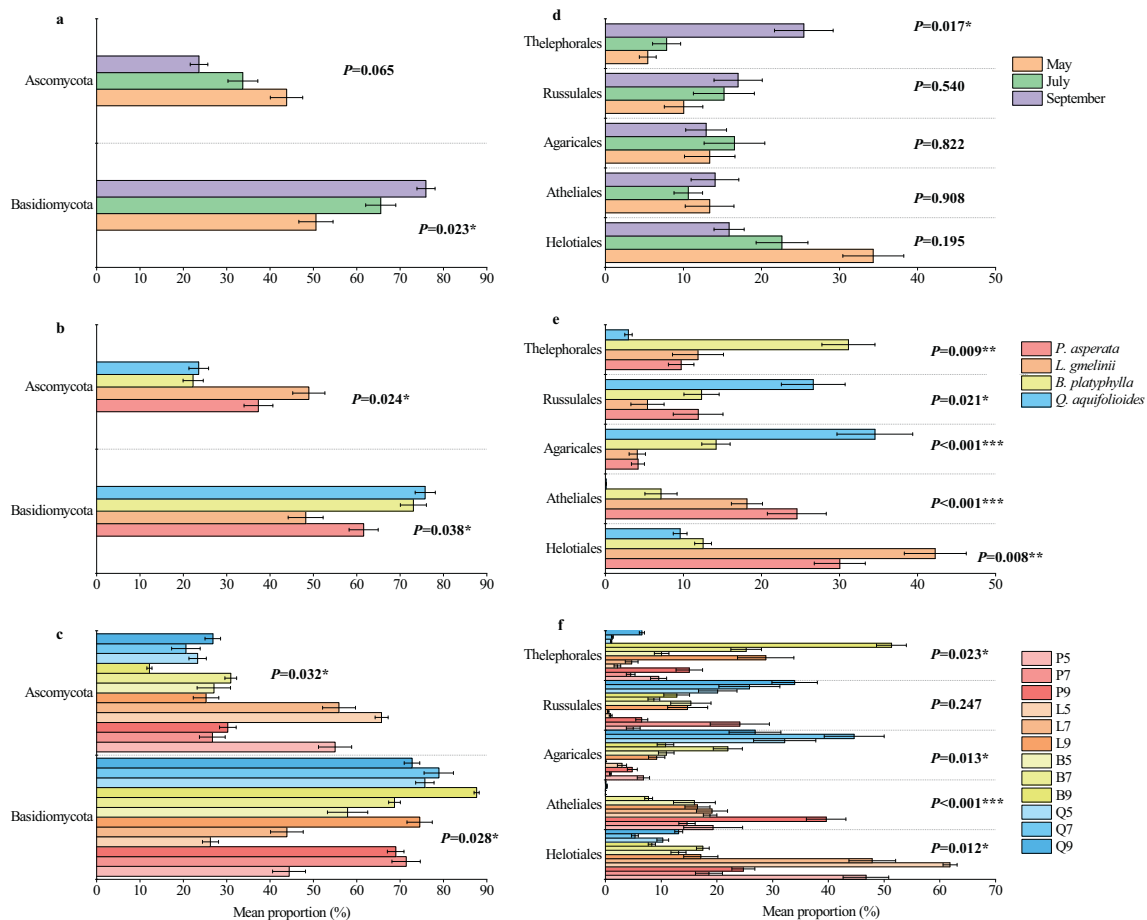 a
Ascomycota
P=0.065
Basidiomycota
P=0.023*
0 10 20 30 40 50 60 70 80 90
d
Thelephorales
P=0.017*
Russulales
P=0.540
Agaricales
P=0.822
Atheliales
P=0.908
Helotiales
P=0.195
0 10 20 30 40 50
May
July
September
b
Ascomycota
P=0.024*
Basidiomycota
P=0.038*
0 10 20 30 40 50 60 70 80 90
e
Thelephorales
P=0.009**
Russulales
P=0.021*
Agaricales
P<0.001***
Atheliales
P<0.001***
Helotiales
P=0.008**
0 10 20 30 40 50
P. asperata
L. gmelinii
B. platyphylla
Q. aquifolioides
c
Ascomycota
P=0.032*
Basidiomycota
P=0.028*
0 10 20 30 40 50 60 70 80 90
Mean proportion (%)
f
Thelephorales
P=0.023*
Russulales
P=0.247
Agaricales
P=0.013*
Atheliales
P<0.001***
Helotiales
P=0.012*
0 10 20 30 40 50 60 70
Mean proportion (%)
P5
P7
P9
L5
L7
L9
B5
B7
B9
Q5
Q7
Q9